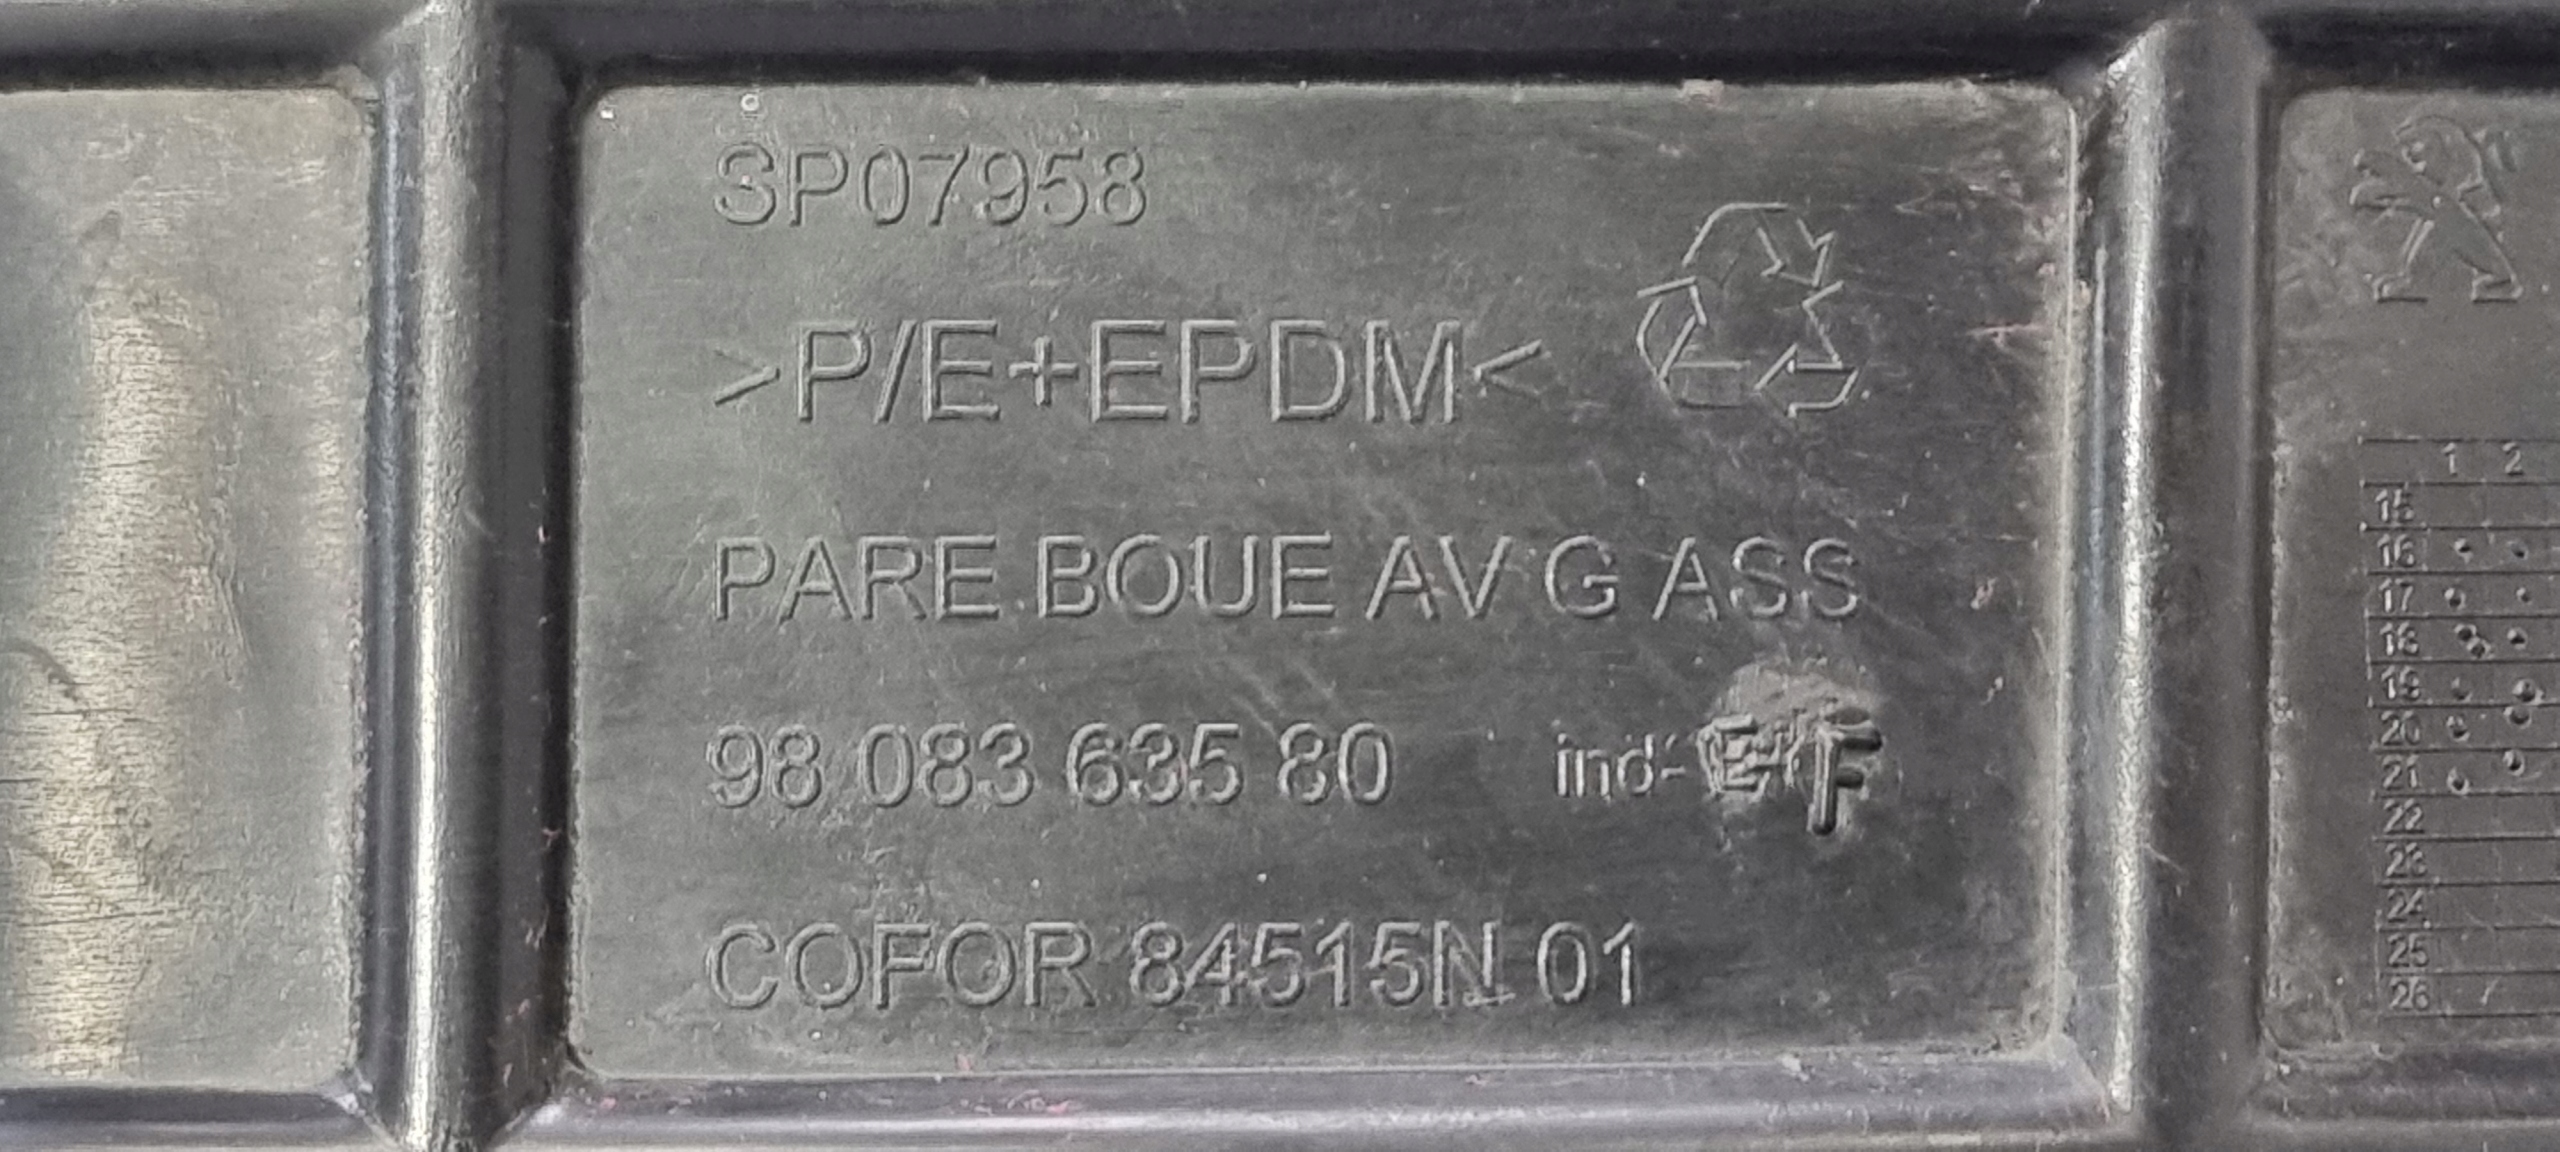 SP07958
>P/E+EPDM<
PARE BOUE AV G ASS
98 083 635 80 ind- F
COFOR 84515N 01
1 2
15
16
17
18
19
20
21
22
23
24
25
26